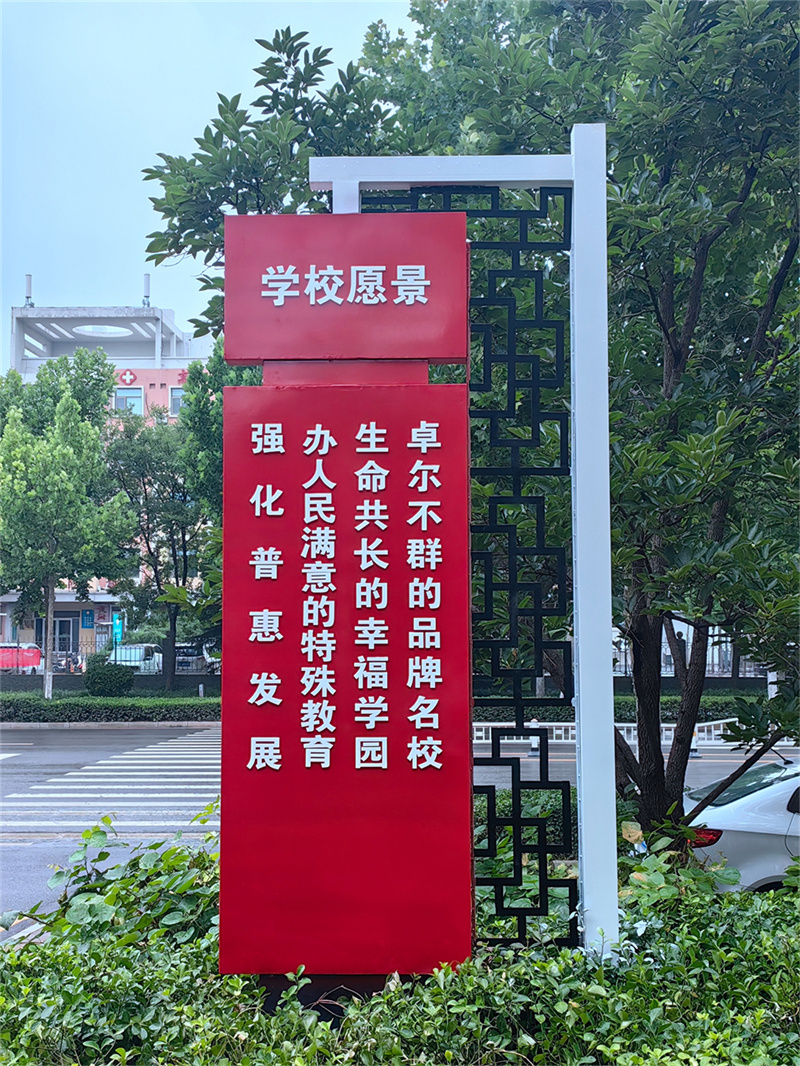 学校愿景
强化普惠发展
办人民满意的特殊教育
生命共长的幸福学园
卓尔不群的品牌名校